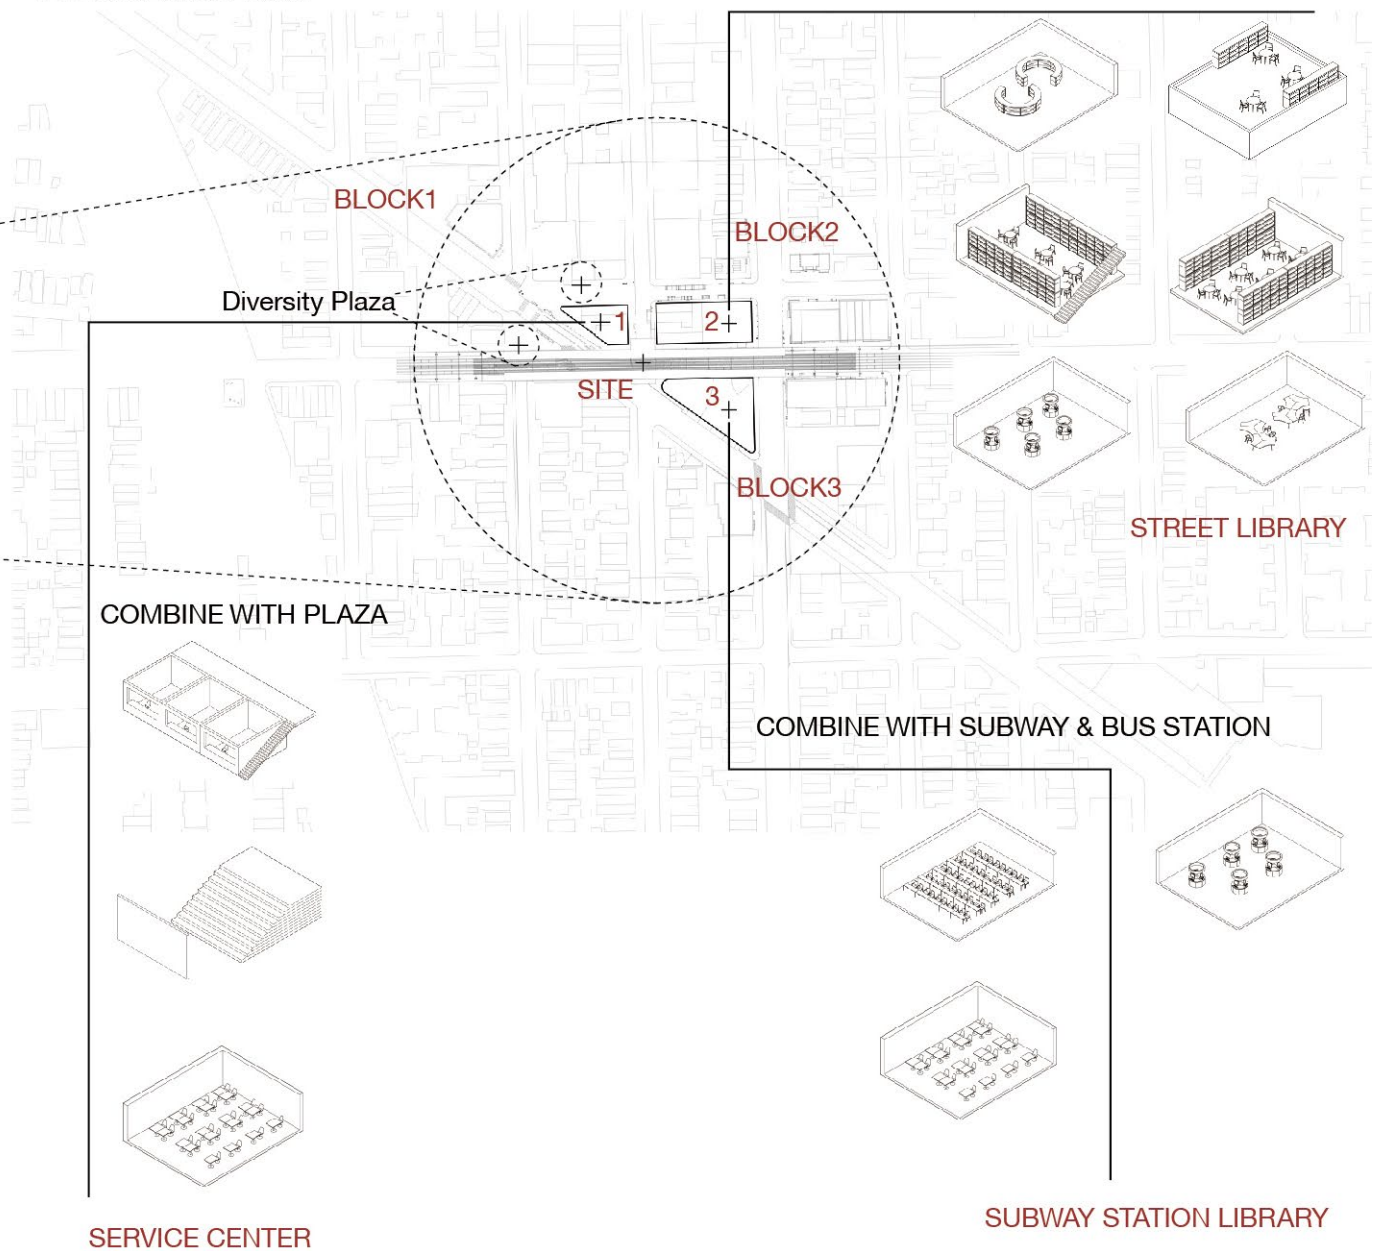 BLOCK1
BLOCK2
Diversity Plaza
1
2
SITE
3
BLOCK3
STREET LIBRARY
COMBINE WITH PLAZA
COMBINE WITH SUBWAY & BUS STATION
SUBWAY STATION LIBRARY
SERVICE CENTER